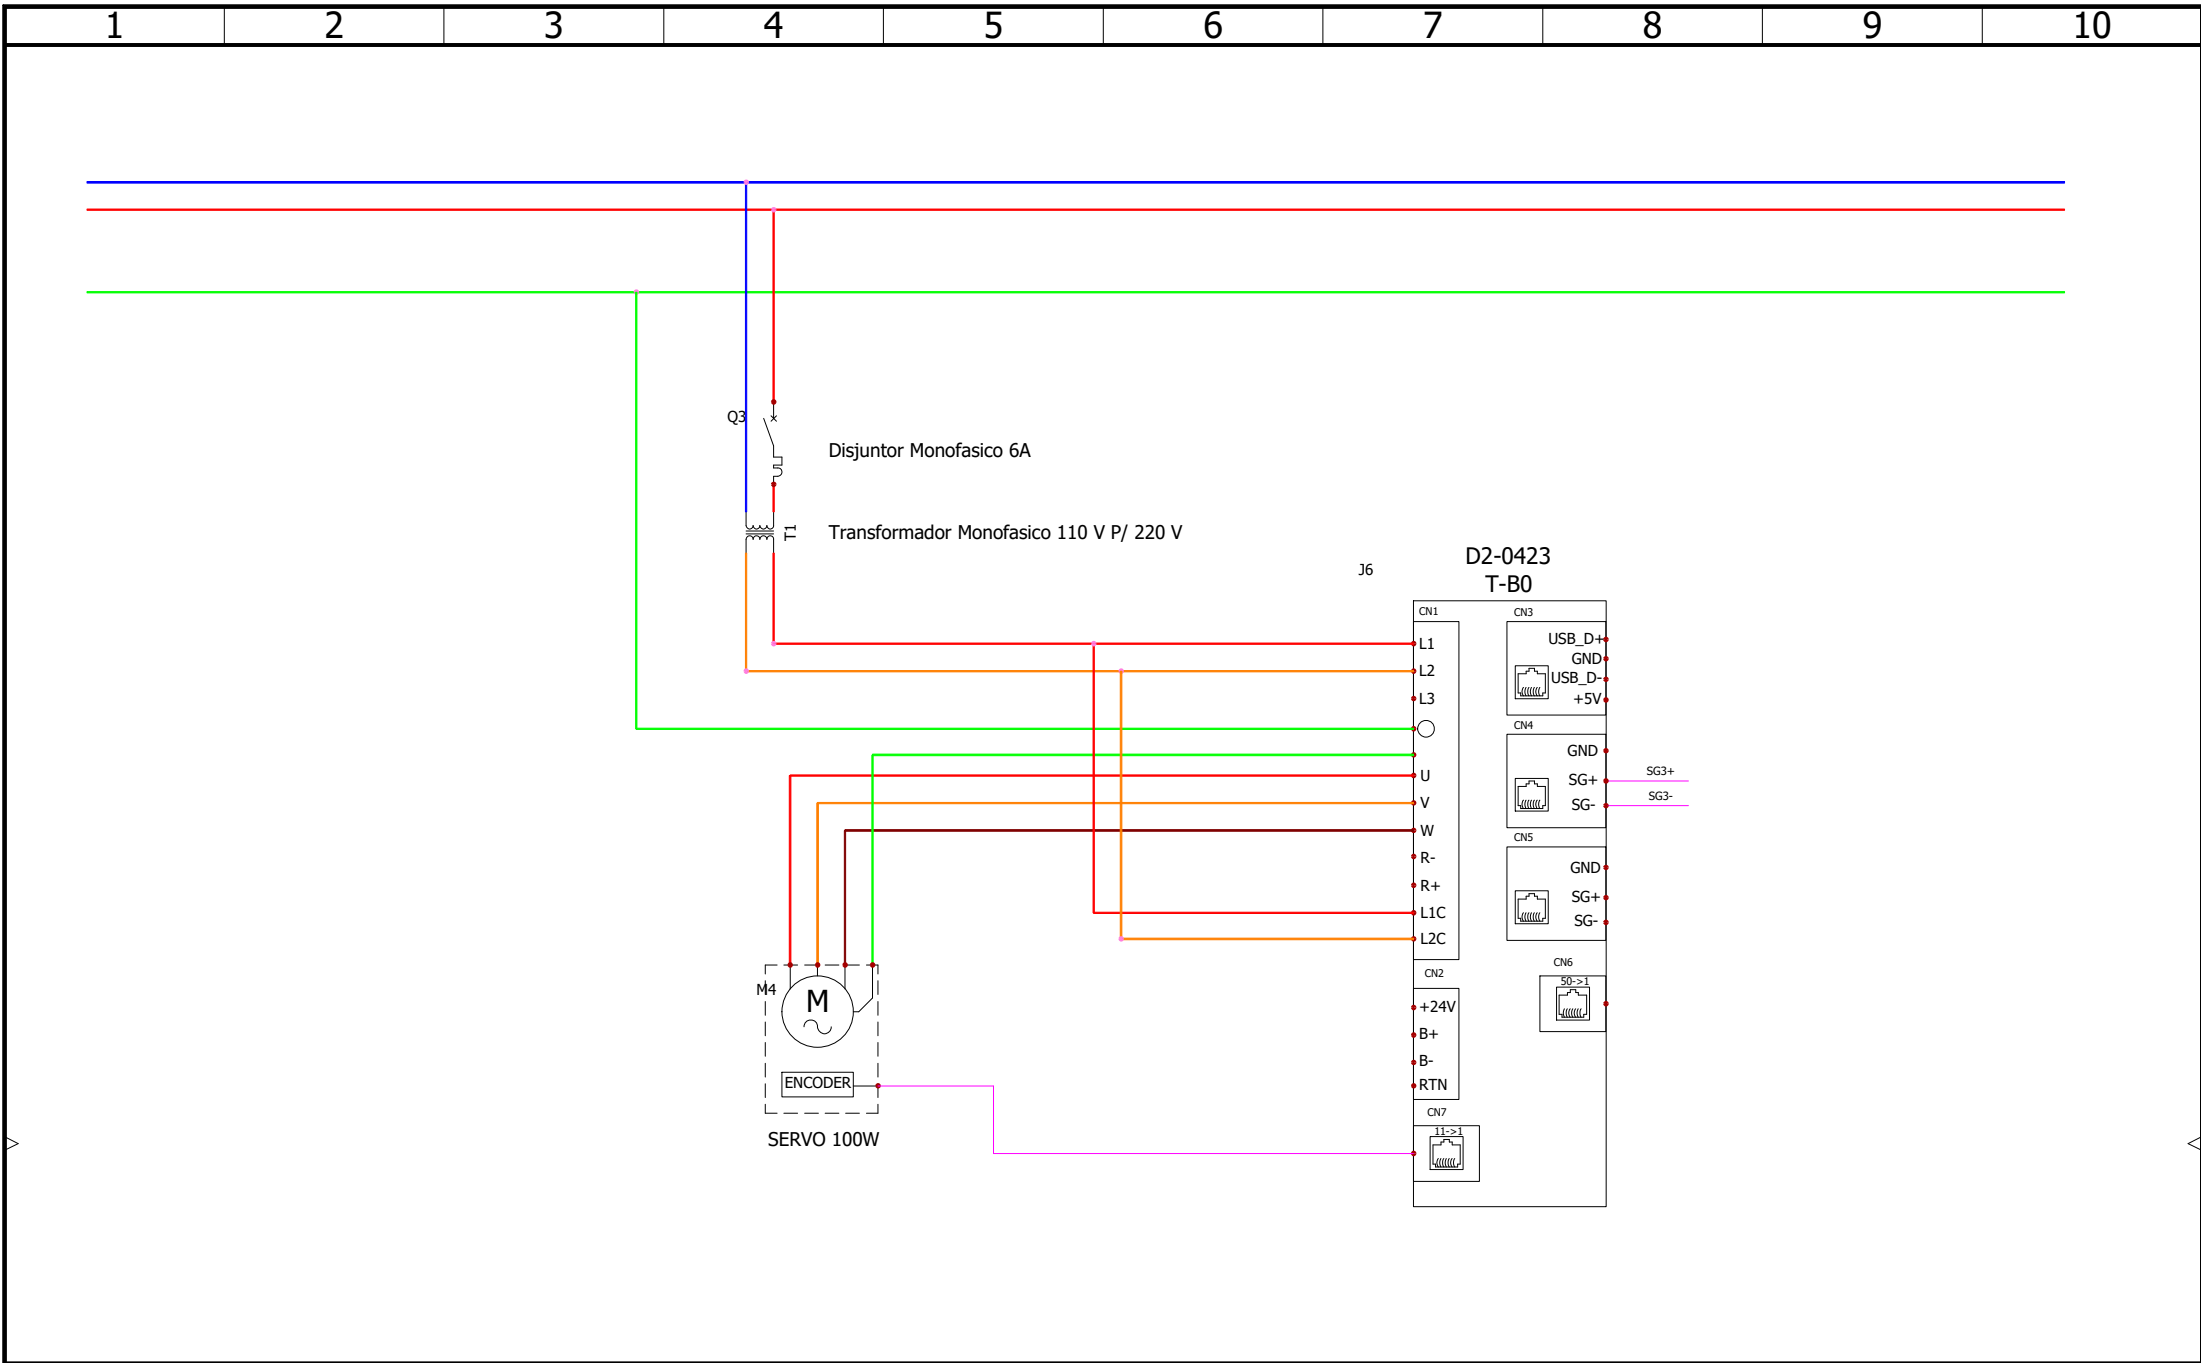 1 2 3 4 5 6 7 8 9 10
Q3
Disjuntor Monofasico 6A
T1
Transformador Monofasico 110 V P/ 220 V
J6
D2-0423
T-B0
CN1
L1
L2
L3
U
V
W
R-
R+
L1C
L2C
CN2
+24V
B+
B-
RTN
CN7
11->1
CN3
USB_D+
GND
USB_D-
+5V
CN4
GND
SG+
SG-
SG3+
SG3-
CN5
GND
SG+
SG-
CN6
50->1
M4
M
ENCODER
SERVO 100W